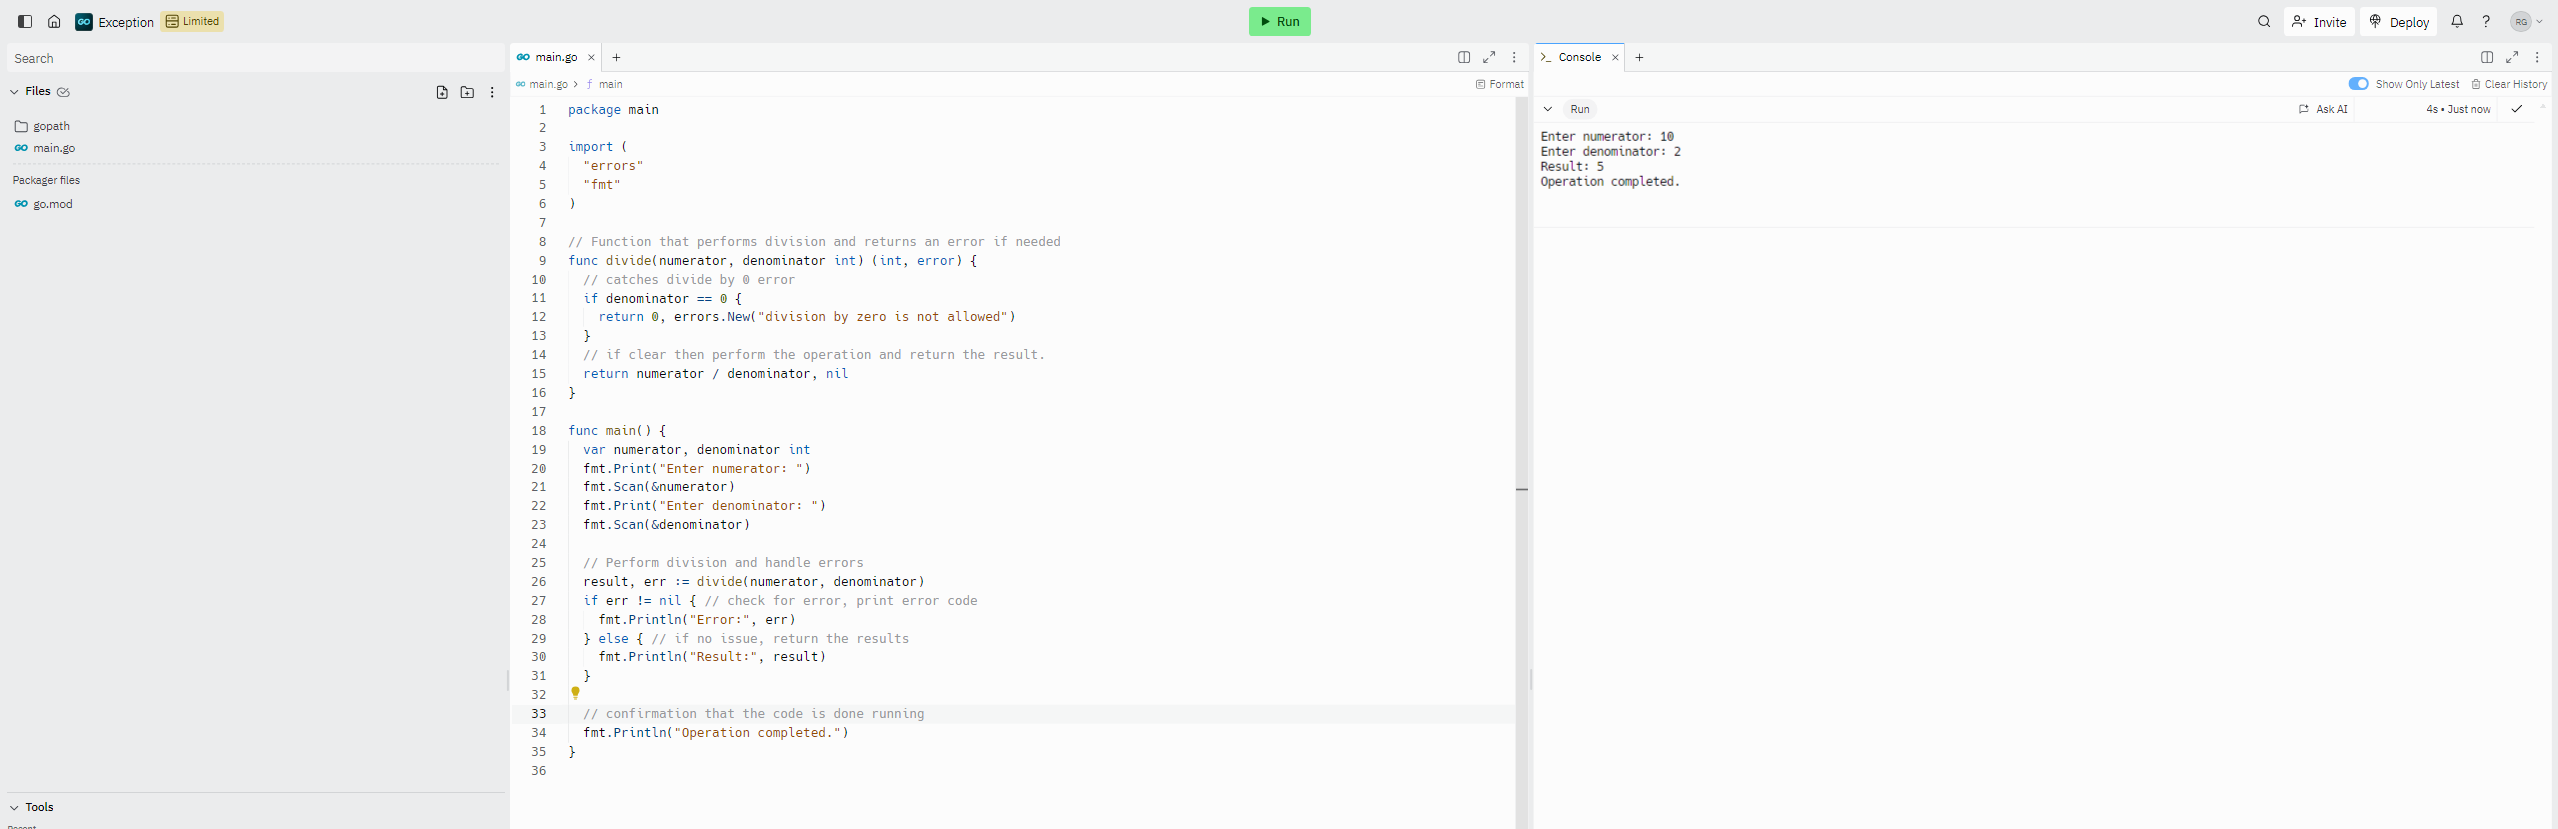 GO Exception Limited
Run
Invite
Deploy
?
RG
Search
Files
gopath
GO main.go
Packager files
GO go.mod
Tools
GO main.go × +
GO main.go > f main
Format
1 package main
2
3 import (
4 "errors"
5 "fmt"
6 )
7
8 // Function that performs division and returns an error if needed
9 func divide(numerator, denominator int) (int, error) {
10 // catches divide by 0 error
11 if denominator == 0 {
12 return 0, errors.New("division by zero is not allowed")
13 }
14 // if clear then perform the operation and return the result.
15 return numerator / denominator, nil
16 }
17
18 func main() {
19 var numerator, denominator int
20 fmt.Print("Enter numerator: ")
21 fmt.Scan(&numerator)
22 fmt.Print("Enter denominator: ")
23 fmt.Scan(&denominator)
24
25 // Perform division and handle errors
26 result, err := divide(numerator, denominator)
27 if err != nil { // check for error, print error code
28 fmt.Println("Error:", err)
29 } else { // if no issue, return the results
30 fmt.Println("Result:", result)
31 }
32
33 // confirmation that the code is done running
34 fmt.Println("Operation completed.")
35 }
36
>_ Console × +
Show Only Latest
Clear History
Run
Ask AI
4s • Just now
Enter numerator: 10
Enter denominator: 2
Result: 5
Operation completed.